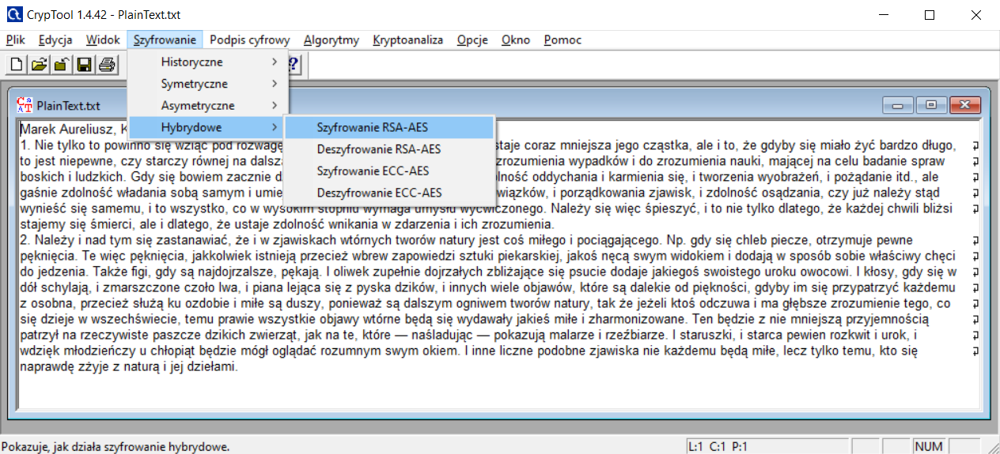 CrypTool 1.4.42 - PlainText.txt
Plik Edycja Widok Szyfrowanie Podpis cyfrowy Algorytmy Kryptoanaliza Opcje Okno Pomoc
Historyczne
Symetryczne
Asymetryczne
Hybrydowe
Szyfrowanie RSA-AES
Deszyfrowanie RSA-AES
Szyfrowanie ECC-AES
Deszyfrowanie ECC-AES
PlainText.txt
Marek Aureliusz, K
1. Nie tylko to powinno się wziąć pod rozwagę staje coraz mniejsza jego cząstka, ale i to, że gdyby się miało żyć bardzo długo,
to jest niepewne, czy starczy równej na dalsz zrozumienia wypadków i do zrozumienia nauki, mającej na celu badanie spraw
boskich i ludzkich. Gdy się bowiem zacznie d olność oddychania i karmienia się, i tworzenia wyobrażeń, i pożądanie itd., ale
gaśnie zdolność władania sobą samym i umie wiązków, i porządkowania zjawisk, i zdolność osądzania, czy już należy stąd
wynieść się samemu, i to wszystko, co w wysokim stopniu wymaga umysłu wyćwiczonego. Należy się więc śpieszyć, i to nie tylko dlatego, że każdej chwili bliżsi
stajemy się śmierci, ale i dlatego, że ustaje zdolność wnikania w zdarzenia i ich zrozumienia.
2. Należy i nad tym się zastanawiać, że i w zjawiskach wtórnych tworów natury jest coś miłego i pociągającego. Np. gdy się chleb piecze, otrzymuje pewne
pęknięcia. Te więc pęknięcia, jakkolwiek istnieją przecież wbrew zapowiedzi sztuki piekarskiej, jakoś nęcą swym widokiem i dodają w sposób sobie właściwy chęci
do jedzenia. Także figi, gdy są najdojrzalsze, pękają. I oliwek zupełnie dojrzałych zbliżające się psucie dodaje jakiegoś swoistego uroku owocowi. I kłosy, gdy się w
dół schylają, i zmarszczone czoło lwa, i piana lejąca się z pyska dzików, i innych wiele objawów, które są dalekie od piękności, gdyby im się przypatrzyć każdemu
z osobna, przecież służą ku ozdobie i miłe są duszy, ponieważ są dalszym ogniwem tworów natury, tak że jeżeli ktoś odczuwa i ma głębsze zrozumienie tego, co
się dzieje w wszechświecie, temu prawie wszystkie objawy wtórne będą się wydawały jakieś miłe i zharmonizowane. Ten będzie z nie mniejszą przyjemnością
patrzył na rzeczywiste paszcze dzikich zwierząt, jak na te, które — naśladując — pokazują malarze i rzeźbiarze. I staruszki, i starca pewien rozkwit i urok, i
wdzięk młodzieńczy u chłopiąt będzie mógł oglądać rozumnym swym okiem. I inne liczne podobne zjawiska nie każdemu będą miłe, lecz tylko temu, kto się
naprawdę zżyje z naturą i jej dziełami.
Pokazuje, jak działa szyfrowanie hybrydowe.
L:1 C:1 P:1
NUM